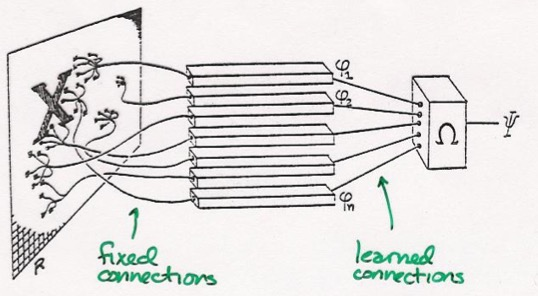 φ1
φ2
Ω
Ψ
φn
R
fixed
connections
learned
connections